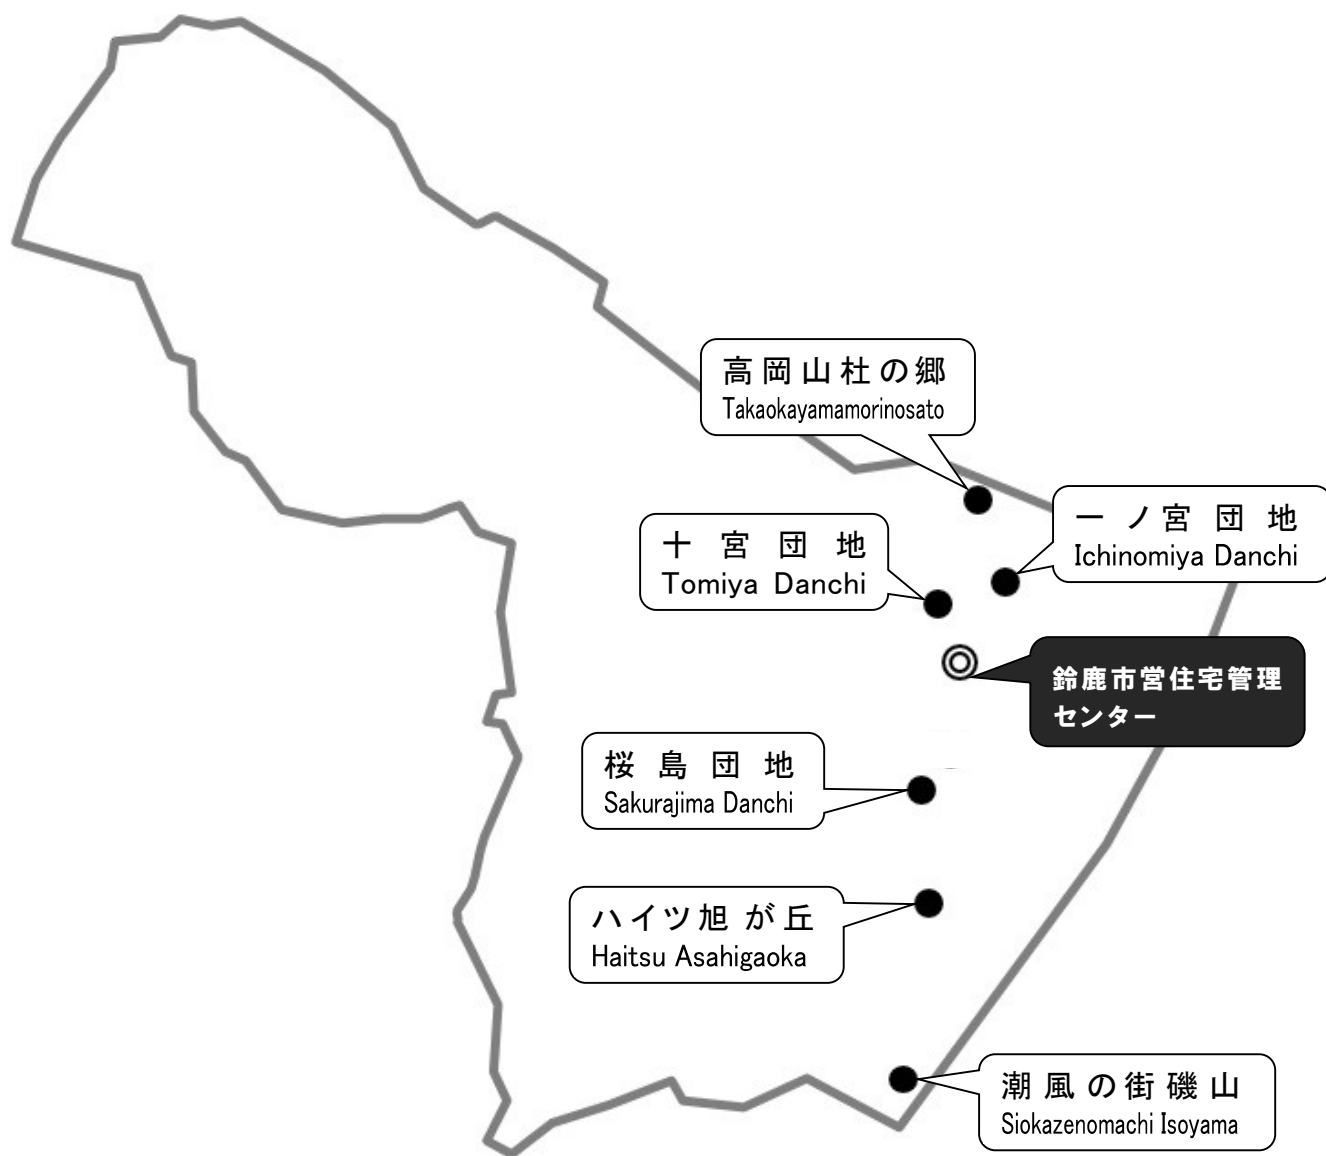 高岡山杜の郷
Takaokayamamorinosato
一ノ宮団地
Ichinomiya Danchi
十宮団地
Tomiya Danchi
鈴鹿市営住宅管理
センター
桜島団地
Sakurajima Danchi
ハイツ旭が丘
Haitsu Asahigaoka
潮風の街磯山
Siokazenomachi Isoyama